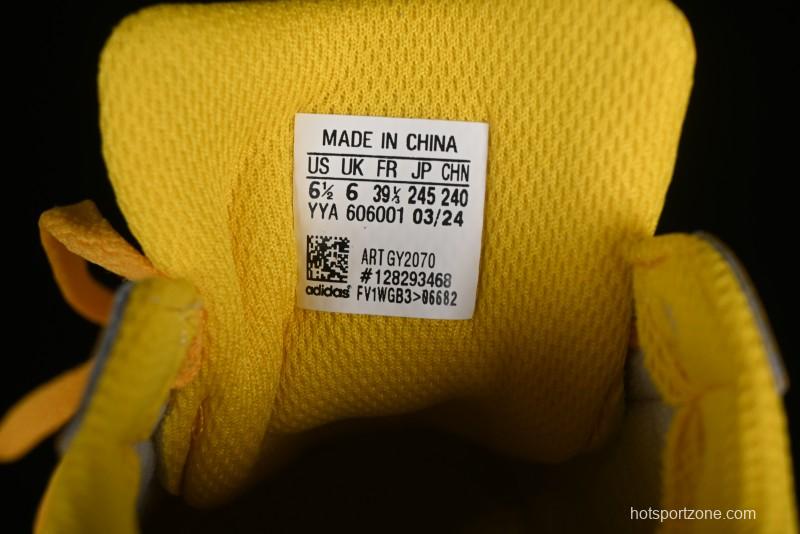 MADE IN CHINA
US UK FR JP CHN
6½ 6 39⅓ 245 240
YYA 606001 03/24
ART GY2070
#128293468
adidas FV1WGB3>06682
hotsportzone.com